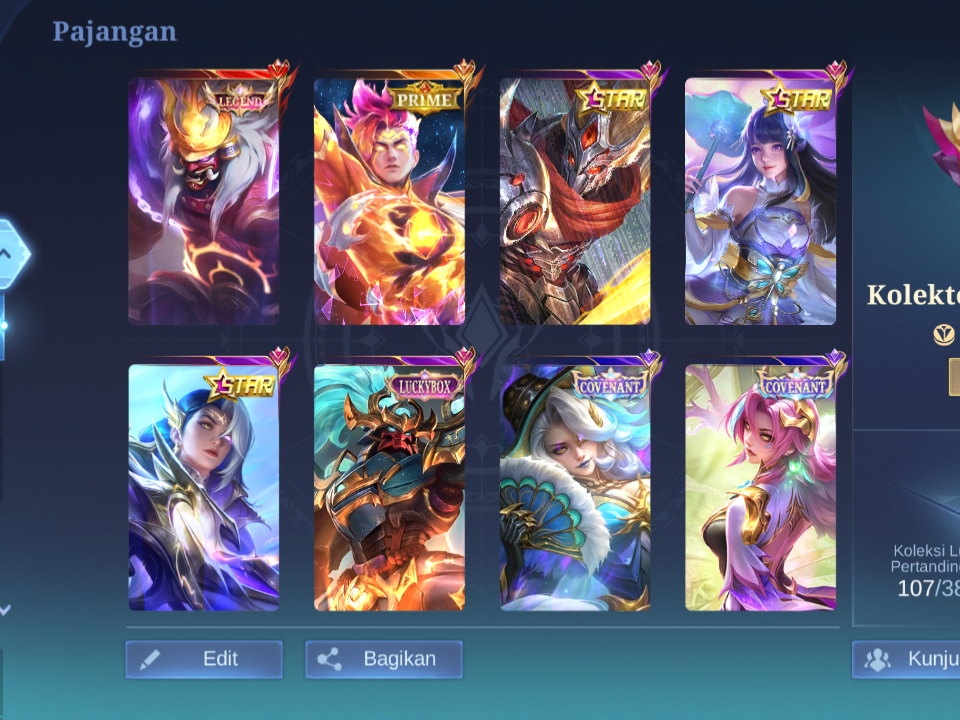 Pajangan
LEGEND
PRIME
STAR
STAR
STAR
LUCKYBOX
COVENANT
COVENANT
Edit
Bagikan
107/38